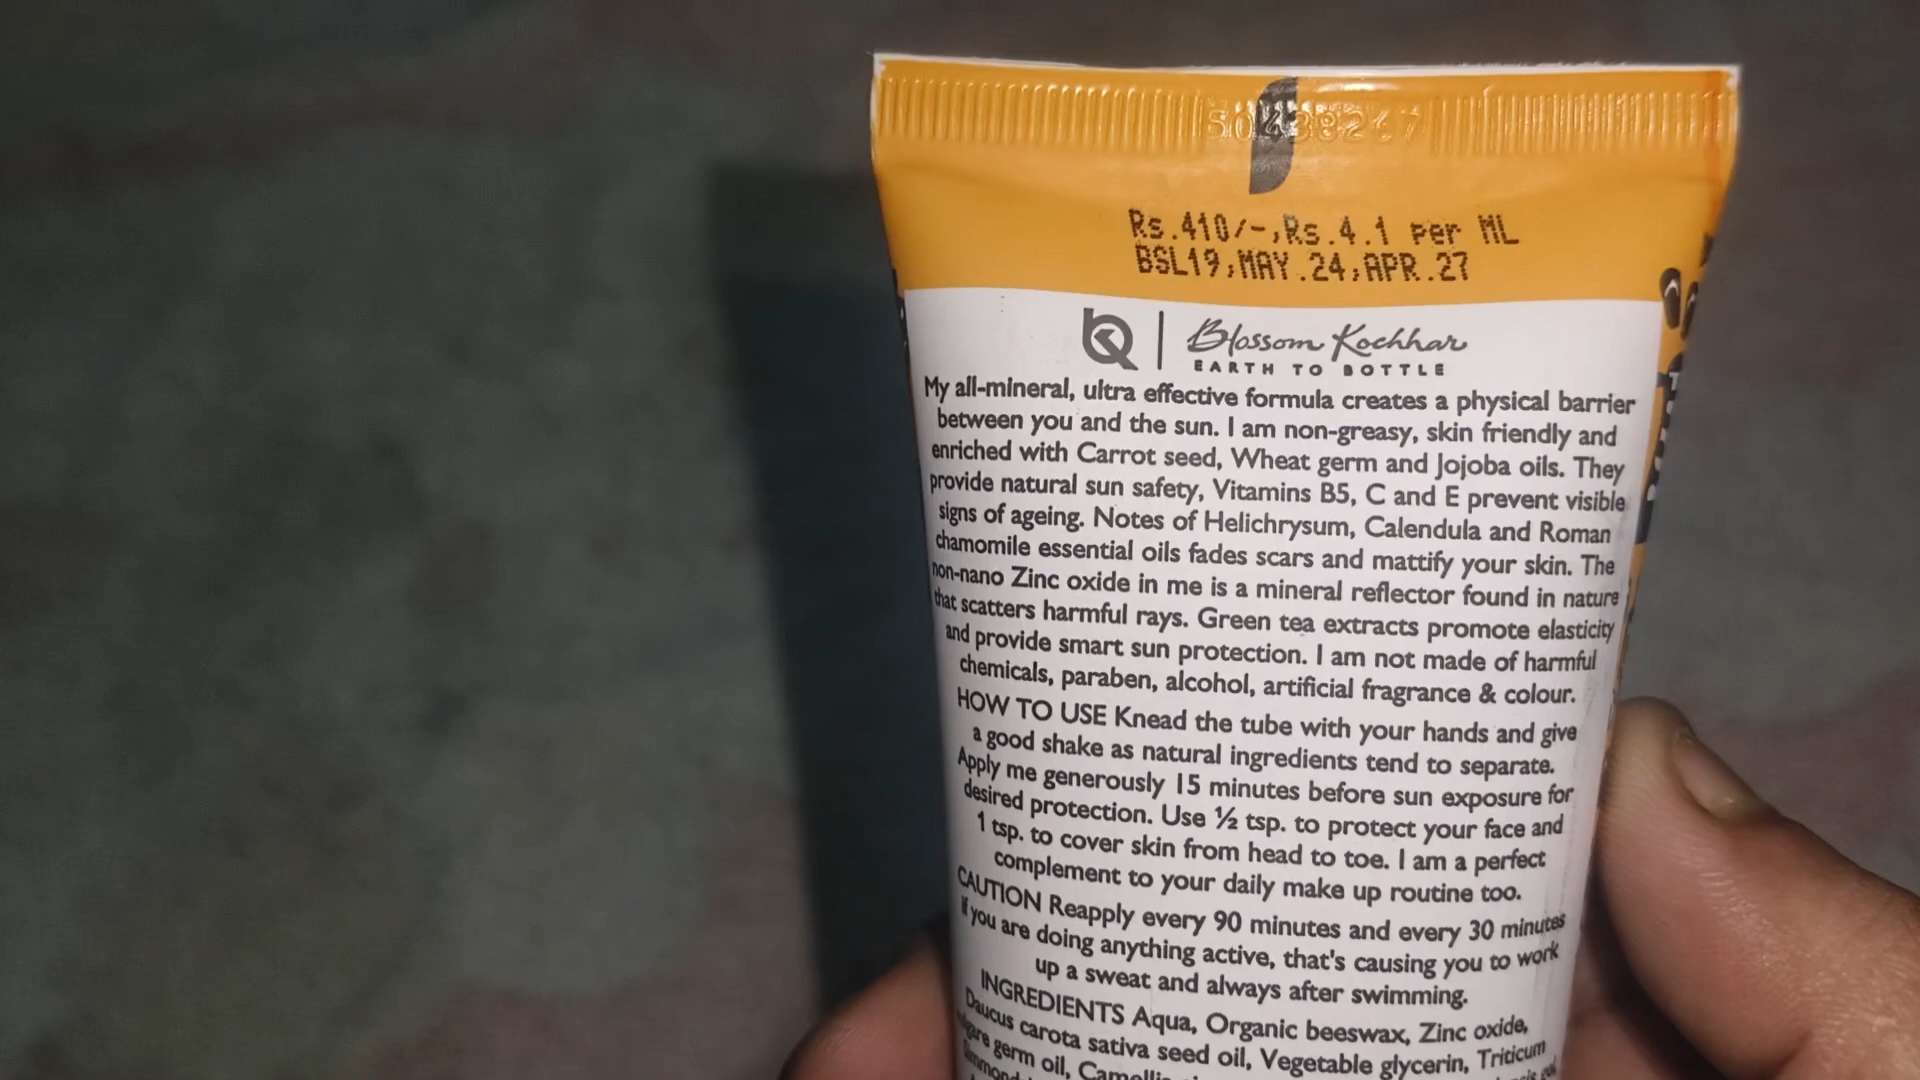 Rs.410/-,Rs.4.1 per ML
BSL19,MAY.24,APR.27
Blossom Kochhar
EARTH TO BOTTLE
My all-mineral, ultra effective formula creates a physical barrier
between you and the sun. I am non-greasy, skin friendly and
enriched with Carrot seed, Wheat germ and Jojoba oils. They
provide natural sun safety, Vitamins B5, C and E prevent visible
signs of ageing. Notes of Helichrysum, Calendula and Roman
chamomile essential oils fades scars and mattify your skin. The
non-nano Zinc oxide in me is a mineral reflector found in nature
that scatters harmful rays. Green tea extracts promote elasticity
and provide smart sun protection. I am not made of harmful
chemicals, paraben, alcohol, artificial fragrance & colour.
HOW TO USE Knead the tube with your hands and give
a good shake as natural ingredients tend to separate.
Apply me generously 15 minutes before sun exposure for
desired protection. Use ½ tsp. to protect your face and
1 tsp. to cover skin from head to toe. I am a perfect
complement to your daily make up routine too.
CAUTION Reapply every 90 minutes and every 30 minutes
if you are doing anything active, that's causing you to work
up a sweat and always after swimming.
INGREDIENTS Aqua, Organic beeswax, Zinc oxide,
Daucus carota sativa seed oil, Vegetable glycerin, Triticum
germ oil,